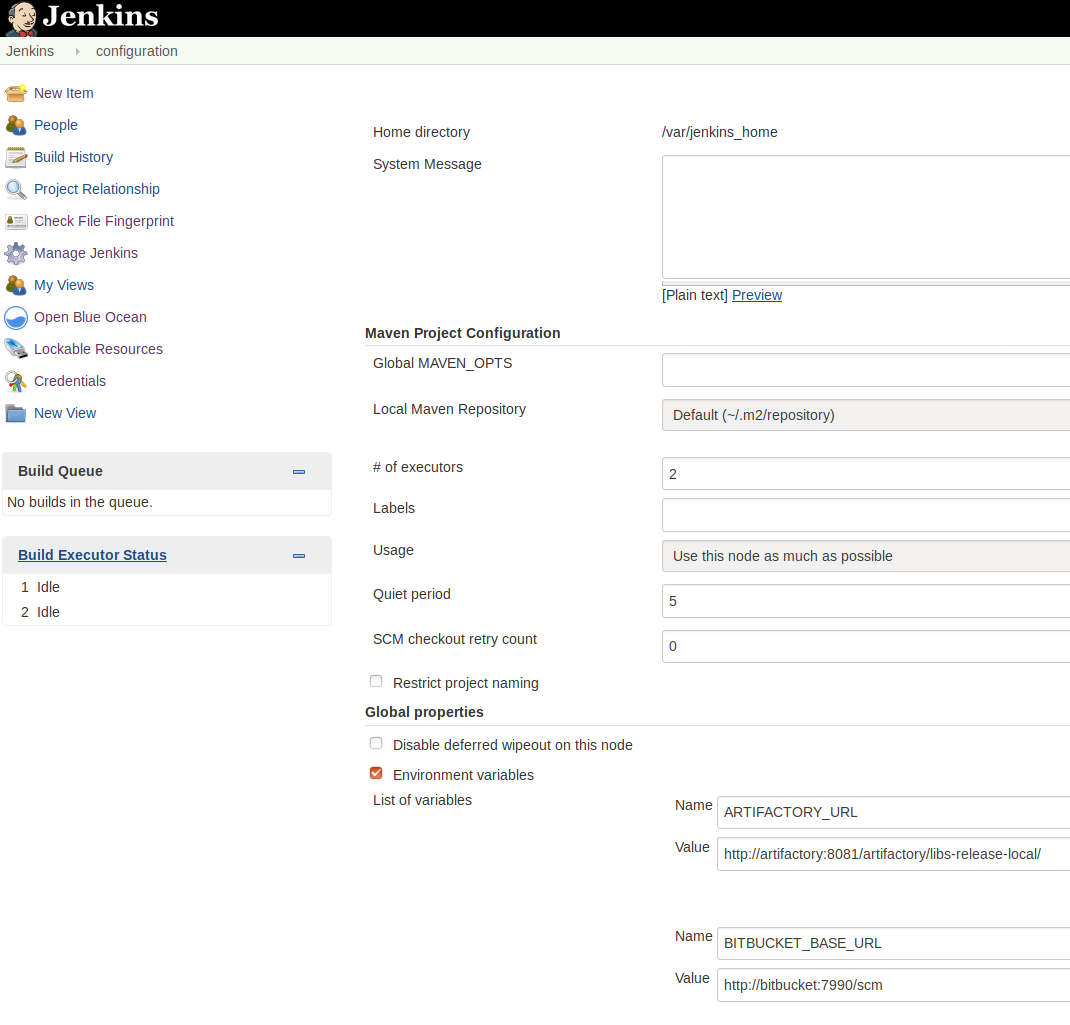 Jenkins
Jenkins configuration
New Item
People
Build History
Project Relationship
Check File Fingerprint
Manage Jenkins
My Views
Open Blue Ocean
Lockable Resources
Credentials
New View
Build Queue
No builds in the queue.
Build Executor Status
1 Idle
2 Idle
Home directory /var/jenkins_home
System Message
[Plain text] Preview
Maven Project Configuration
Global MAVEN_OPTS
Local Maven Repository Default (~/.m2/repository)
# of executors 2
Labels
Usage Use this node as much as possible
Quiet period 5
SCM checkout retry count 0
Restrict project naming
Global properties
Disable deferred wipeout on this node
Environment variables
List of variables
Name ARTIFACTORY_URL
Value http://artifactory:8081/artifactory/libs-release-local/
Name BITBUCKET_BASE_URL
Value http://bitbucket:7990/scm